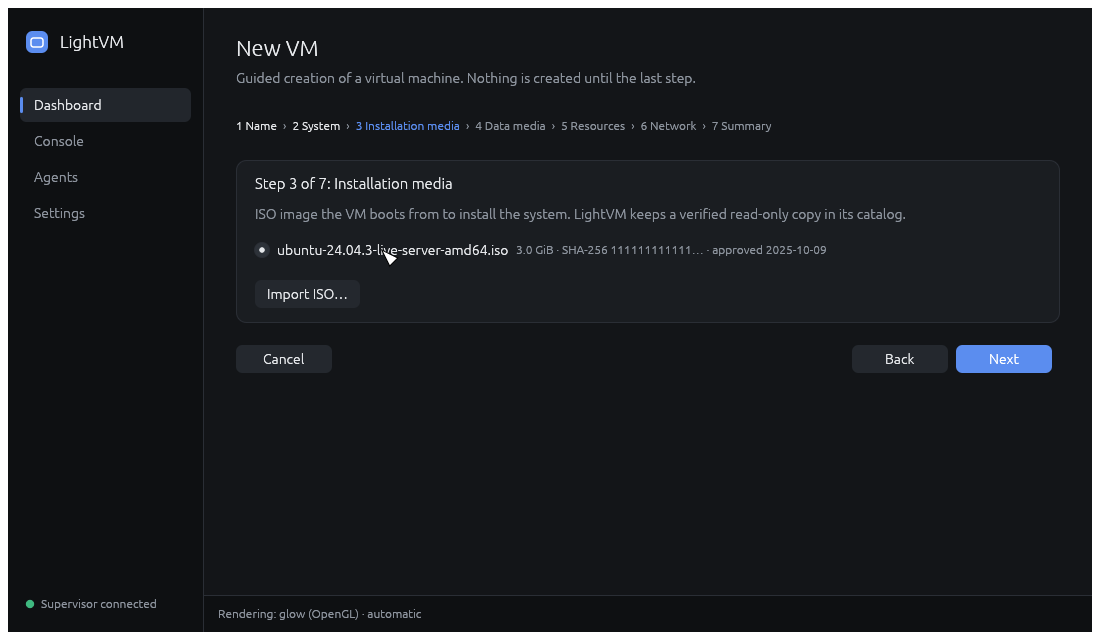 LightVM
Dashboard
Console
Agents
Settings
Supervisor connected
New VM
Guided creation of a virtual machine. Nothing is created until the last step.
1 Name › 2 System › 3 Installation media › 4 Data media › 5 Resources › 6 Network › 7 Summary
Step 3 of 7: Installation media
ISO image the VM boots from to install the system. LightVM keeps a verified read-only copy in its catalog.
ubuntu-24.04.3-live-server-amd64.iso 3.0 GiB · SHA-256 111111111111… · approved 2025-10-09
Import ISO…
Cancel Back Next
Rendering: glow (OpenGL) · automatic